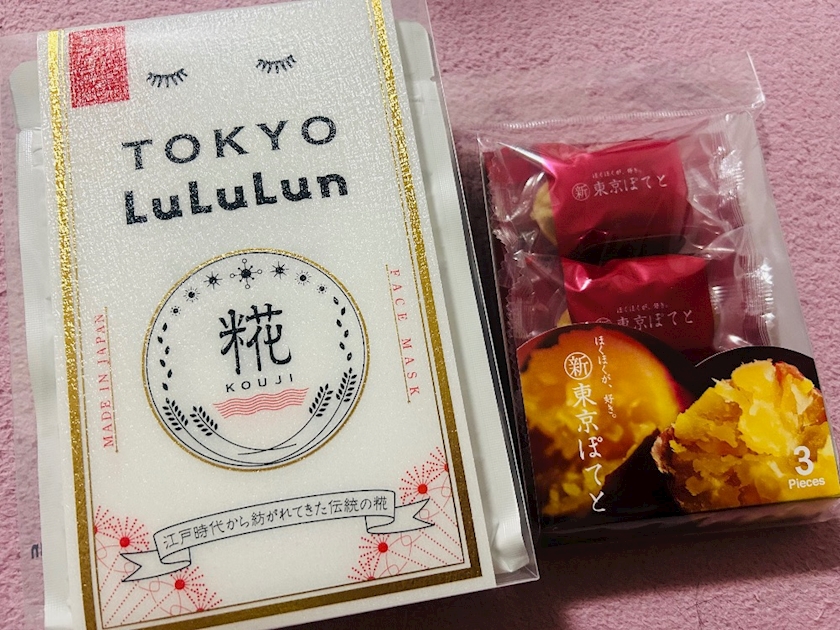 TOKYO
LuLuLun
糀
KOUJI
MADE IN JAPAN
FACE MASK
江戸時代から紡がれてきた伝統の糀
ほくほくが、好き。
新 東京ぽてと
ほくほくが、好き。
新 東京ぽてと
ほくほくが、好き。
新 東京ぽてと
3
Pieces